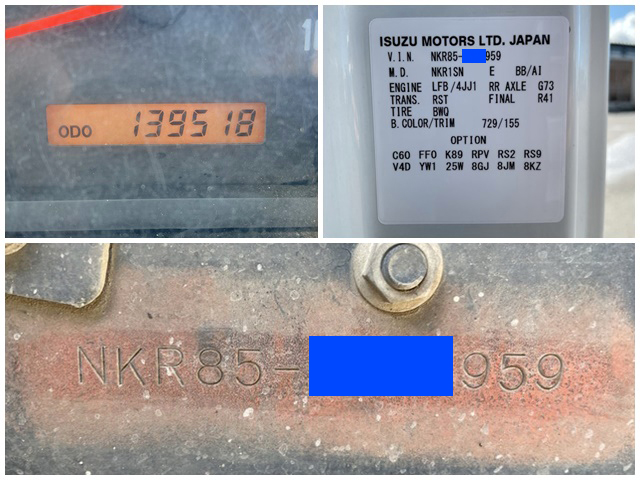 ODO 139518
ISUZU MOTORS LTD. JAPAN
V.I.N. NKR85- 959
M.D. NKR1SN E BB/AI
ENGINE LFB/4JJ1 RR AXLE G73
TRANS. RST FINAL R41
TIRE BWQ
B.COLOR/TRIM 729/155
OPTION
C60 FF0 K89 RPV RS2 RS9
V4D YW1 25W 8GJ 8JM 8KZ
NKR85- 959